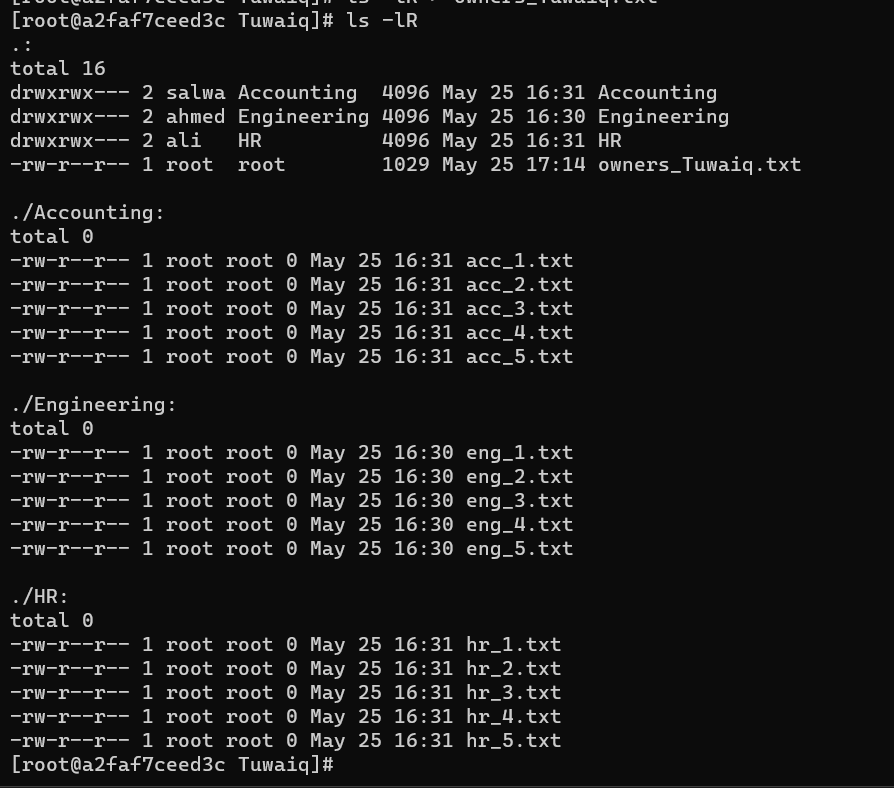 [root@a2faf7ceed3c Tuwaiq]# ls -lR > owners_Tuwaiq.txt
[root@a2faf7ceed3c Tuwaiq]# ls -lR
.:
total 16
drwxrwx--- 2 salwa Accounting  4096 May 25 16:31 Accounting
drwxrwx--- 2 ahmed Engineering 4096 May 25 16:30 Engineering
drwxrwx--- 2 ali   HR          4096 May 25 16:31 HR
-rw-r--r-- 1 root  root        1029 May 25 17:14 owners_Tuwaiq.txt

./Accounting:
total 0
-rw-r--r-- 1 root root 0 May 25 16:31 acc_1.txt
-rw-r--r-- 1 root root 0 May 25 16:31 acc_2.txt
-rw-r--r-- 1 root root 0 May 25 16:31 acc_3.txt
-rw-r--r-- 1 root root 0 May 25 16:31 acc_4.txt
-rw-r--r-- 1 root root 0 May 25 16:31 acc_5.txt

./Engineering:
total 0
-rw-r--r-- 1 root root 0 May 25 16:30 eng_1.txt
-rw-r--r-- 1 root root 0 May 25 16:30 eng_2.txt
-rw-r--r-- 1 root root 0 May 25 16:30 eng_3.txt
-rw-r--r-- 1 root root 0 May 25 16:30 eng_4.txt
-rw-r--r-- 1 root root 0 May 25 16:30 eng_5.txt

./HR:
total 0
-rw-r--r-- 1 root root 0 May 25 16:31 hr_1.txt
-rw-r--r-- 1 root root 0 May 25 16:31 hr_2.txt
-rw-r--r-- 1 root root 0 May 25 16:31 hr_3.txt
-rw-r--r-- 1 root root 0 May 25 16:31 hr_4.txt
-rw-r--r-- 1 root root 0 May 25 16:31 hr_5.txt
[root@a2faf7ceed3c Tuwaiq]#